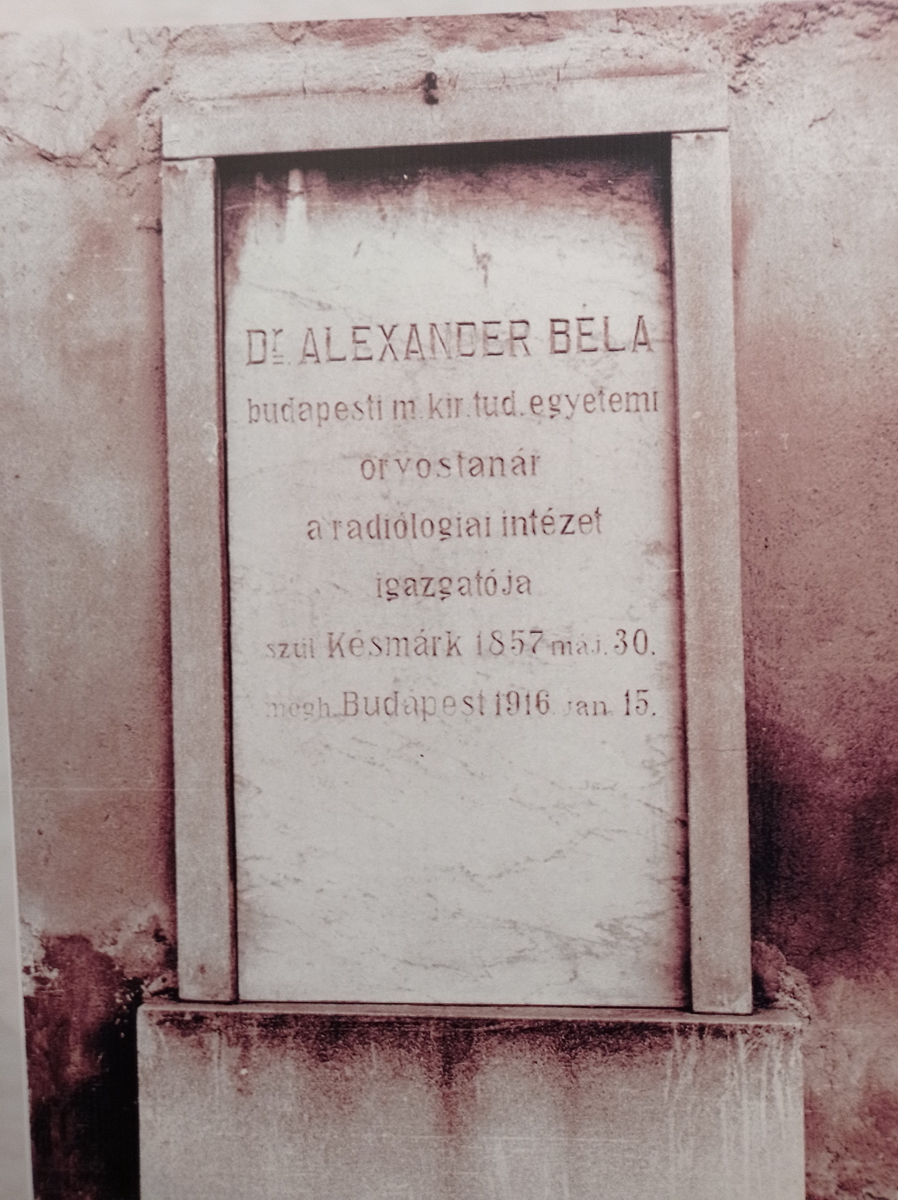 Dr. ALEXANDER BÉLA
budapesti m. kir. tud. egyetemi
orvostanár
a radiólogiai intézet
igazgatója
szül Késmárk 1857 máj. 30.
megh. Budapest 1916 jan. 15.